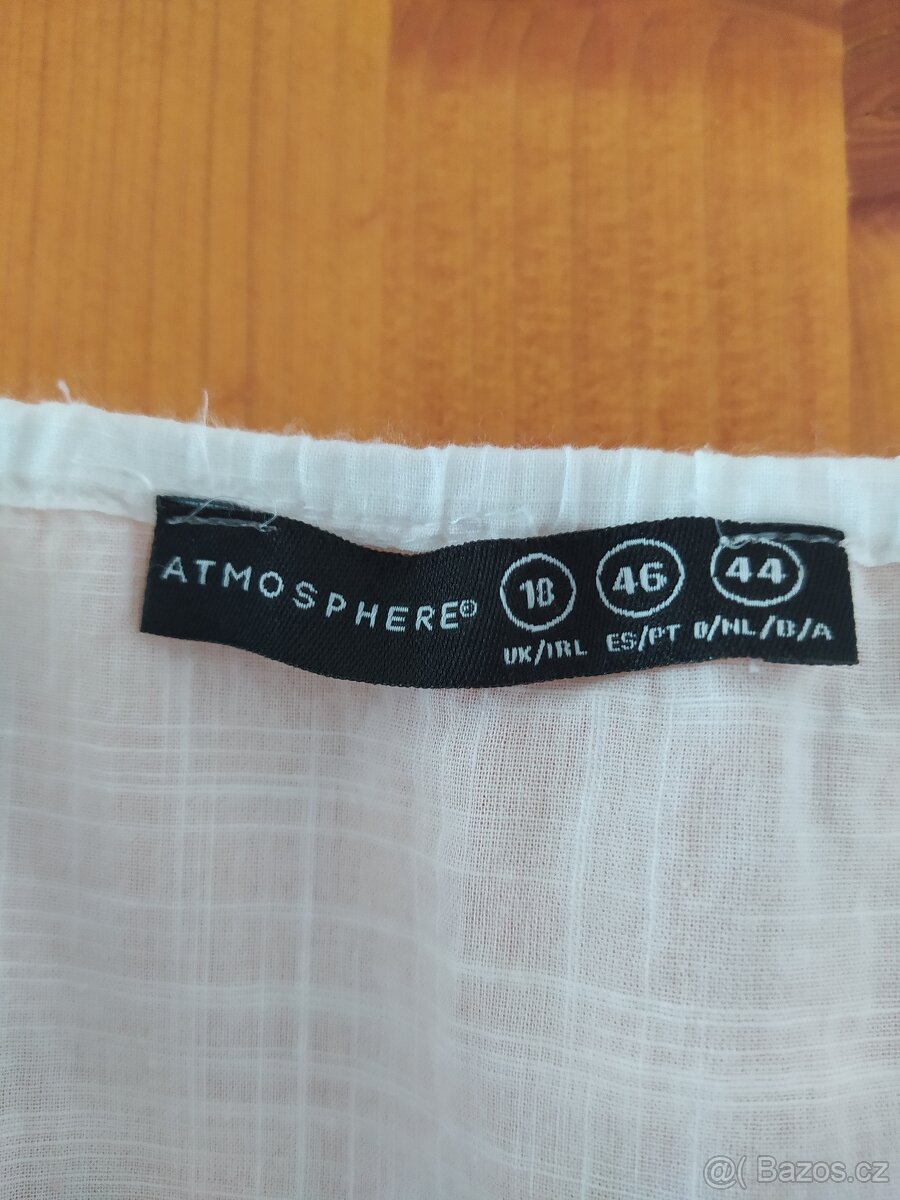 ATMOSPHERE® 18 46 44
UK/IRL ES/PT D/NL/B/A
@( Bazos.cz